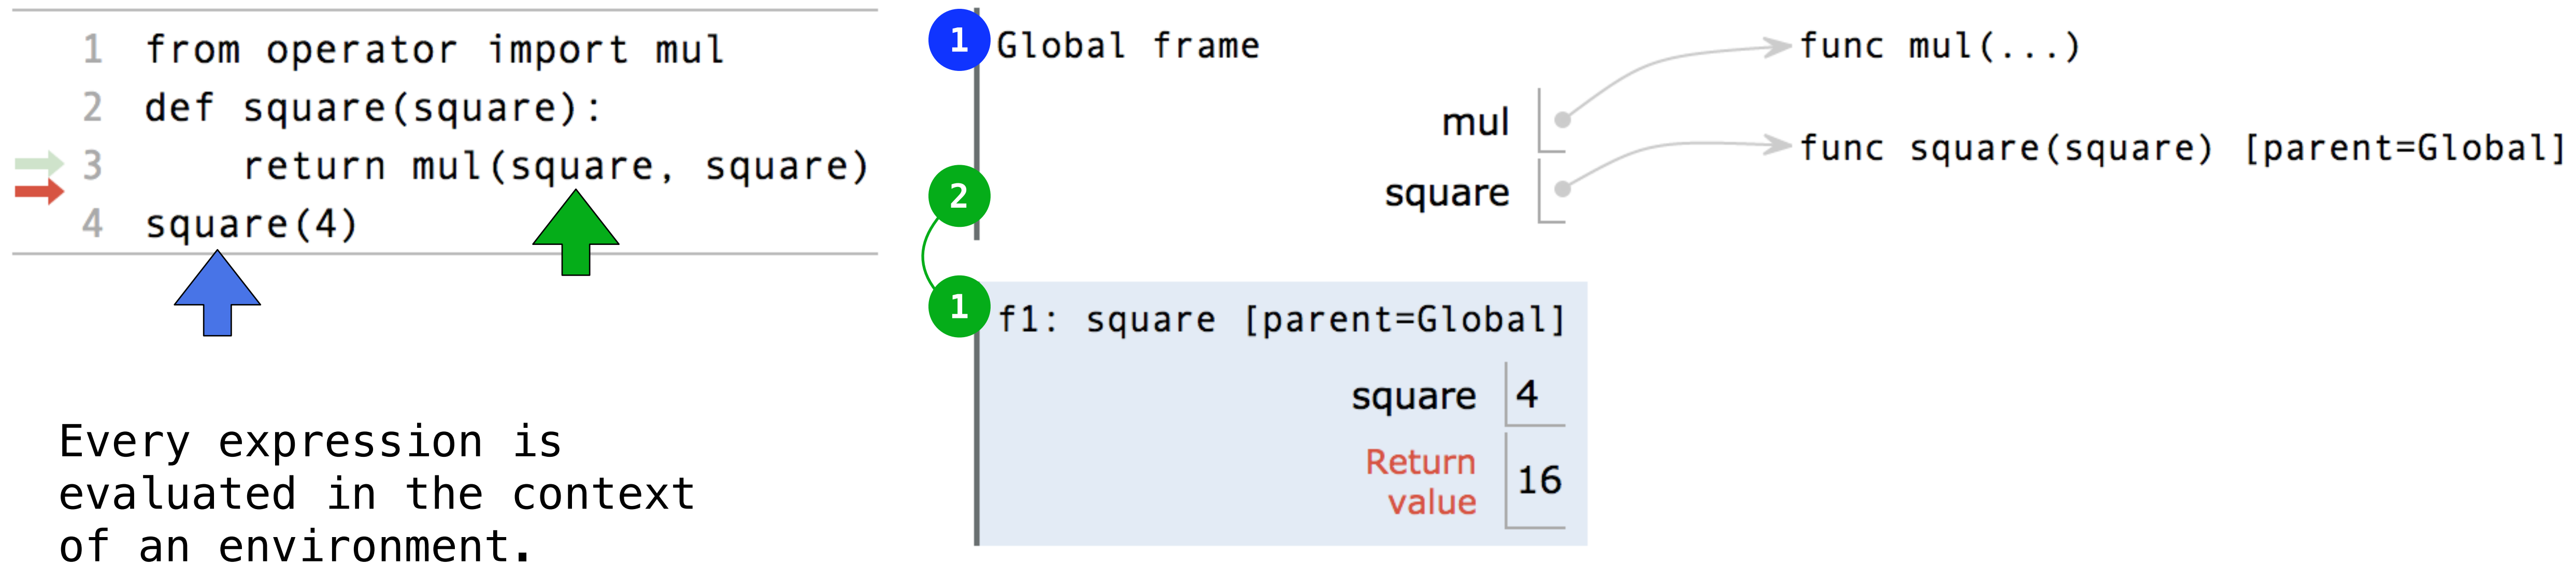 1 from operator import mul
2 def square(square):
3 return mul(square, square)
4 square(4)
Every expression is
evaluated in the context
of an environment.
1 Global frame
mul
func mul(...)
2
square
func square(square) [parent=Global]
1 f1: square [parent=Global]
square 4
Return
value 16